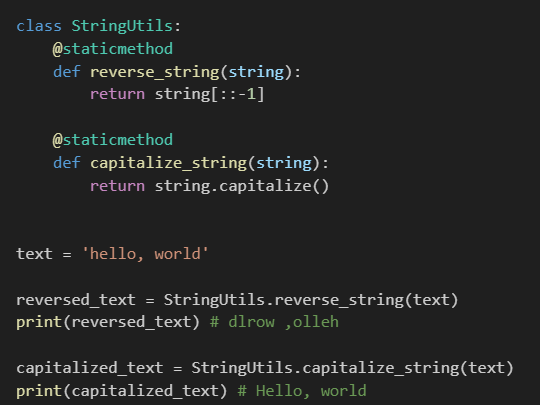 class StringUtils:
    @staticmethod
    def reverse_string(string):
        return string[::-1]

    @staticmethod
    def capitalize_string(string):
        return string.capitalize()


text = 'hello, world'

reversed_text = StringUtils.reverse_string(text)
print(reversed_text) # dlrow ,olleh

capitalized_text = StringUtils.capitalize_string(text)
print(capitalized_text) # Hello, world